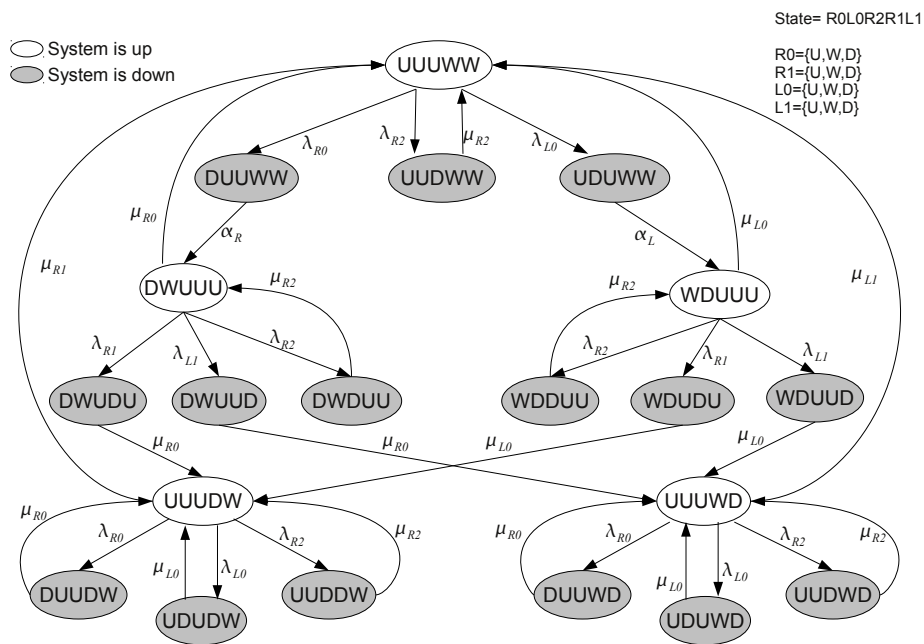 State= R0L0R2R1L1
System is up
System is down
R0={U,W,D}
R1={U,W,D}
L0={U,W,D}
L1={U,W,D}
UUUWW
λR0
λR2
μR2
λL0
DUUWW
UUDWW
UDUWW
μR0
αR
αL
μL0
μR1
μL1
DWUUU
μR2
μR2
WDUUU
λR1
λL1
λR2
λR2
λR1
λL1
DWUDU
DWUUD
DWDUU
WDDUU
WDUDU
WDUUD
μR0
μR0
μL0
μL0
UUUDW
UUUWD
μR0
λR0
λR2
μR2
μR0
λR0
λR2
μR2
μL0
λL0
μL0
λL0
DUUDW
UUDDW
DUUWD
UUDWD
UDUDW
UDUWD